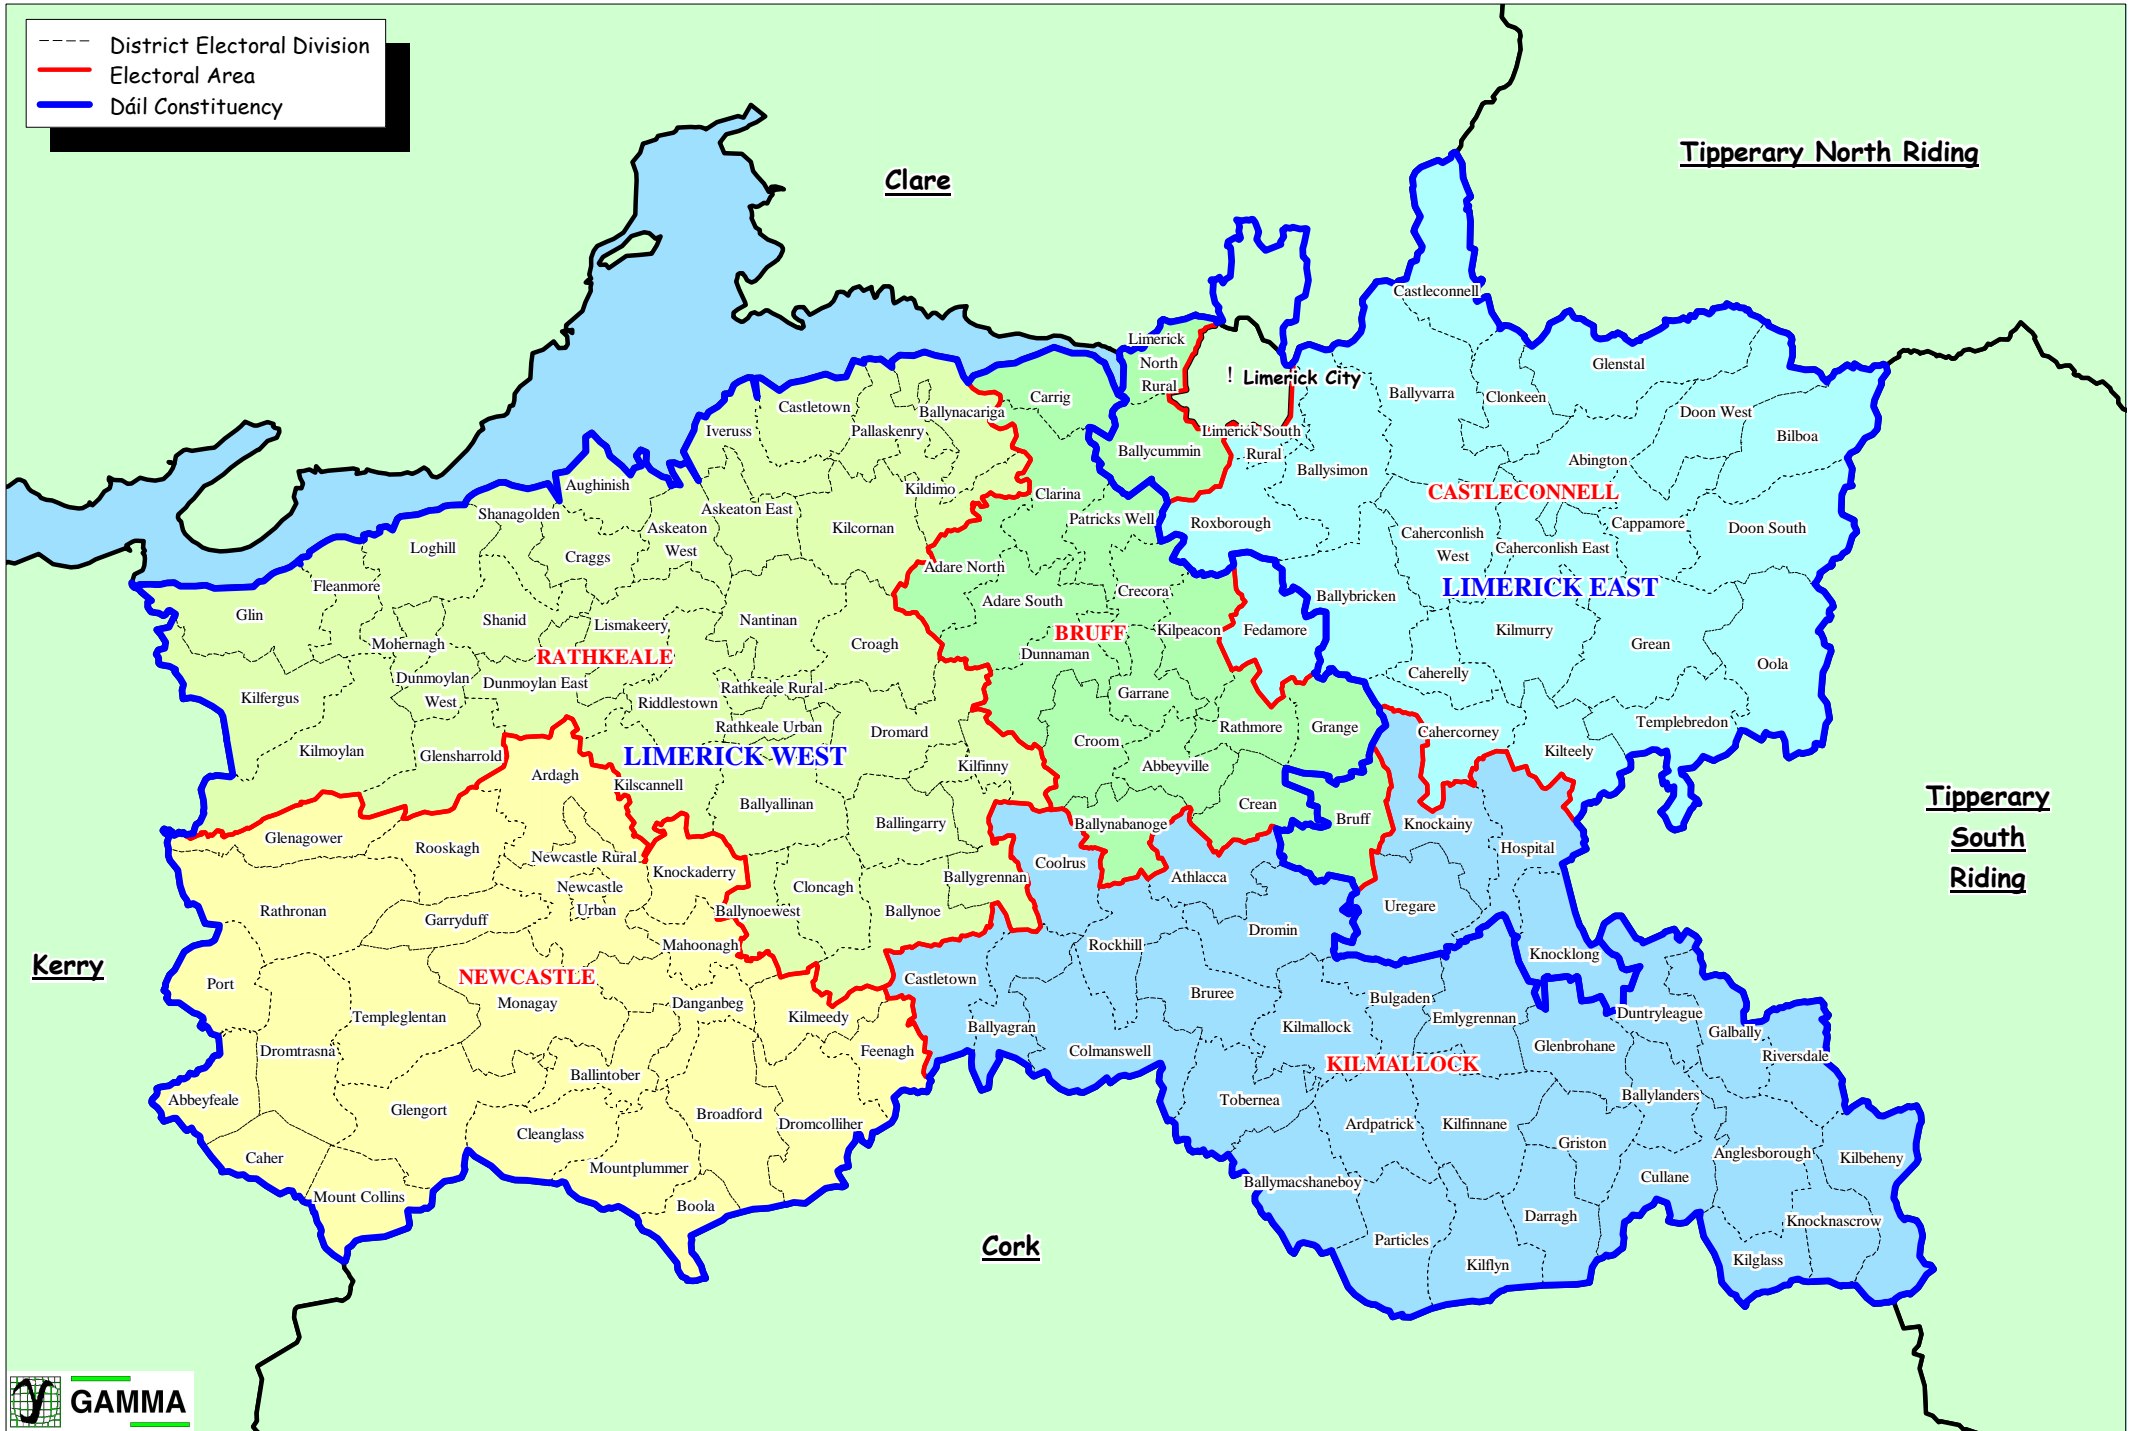 District Electoral Division
Electoral Area
Dáil Constituency
Tipperary North Riding
Clare
Castleconnell
Limerick
North
Rural
Glenstal
! Limerick City
Carrig
Ballyvarra
Clonkeen
Castletown
Ballynacariga
Doon West
Iveruss
Pallaskenry
Limerick South
Rural
Bilboa
Ballycummin
Ballysimon
Abington
Aughinish
Kildimo
Clarina
CASTLECONNELL
Shanagolden
Askeaton East
Patricks Well
Roxborough
Cappamore
Askeaton
West
Kilcornan
Caherconlish
West
Doon South
Loghill
Craggs
Caherconlish East
Adare North
Fleanmore
Crecora
LIMERICK EAST
Adare South
Ballybricken
Glin
Shanid
Lismakeery
Nantinan
BRUFF
Kilpeacon
Fedamore
Kilmurry
Mohernagh
Croagh
Grean
RATHKEALE
Dunnaman
Oola
Dunmoylan
West
Dunmoylan East
Rathkeale Rural
Garrane
Caherelly
Kilfergus
Riddlestown
Rathkeale Urban
Dromard
Rathmore
Grange
Cahercorney
Templebredon
Kilmoylan
Glensharrold
LIMERICK WEST
Croom
Kilteely
Ardagh
Kilscannell
Kilfinny
Abbeyville
Ballyallinan
Crean
Tipperary
South
Riding
Ballingarry
Ballynabanoge
Bruff
Knockainy
Glenagower
Rooskagh
Newcastle Rural
Hospital
Knockaderry
Coolrus
Athlacca
Newcastle
Urban
Cloncagh
Ballygrennan
Rathronan
Garryduff
Ballynoewest
Ballynoe
Uregare
Dromin
Mahoonagh
Rockhill
Knocklong
Kerry
Port
NEWCASTLE
Castletown
Monagay
Danganbeg
Bruree
Bulgaden
Templeglentan
Kilmeedy
Ballyagran
Kilmallock
Emlygrennan
Duntryleague
Galbally
Dromtrasna
Feenagh
Colmanswell
Glenbrohane
Riversdale
KILMALLOCK
Ballintober
Abbeyfeale
Glengort
Tobernea
Ballylanders
Broadford
Dromcolliher
Ardpatrick
Kilfinnane
Cleanglass
Griston
Caher
Anglesborough
Kilbeheny
Mountplummer
Ballymacshaneboy
Cullane
Mount Collins
Boola
Darragh
Knocknascrow
Cork
Particles
Kilflyn
Kilglass
GAMMA